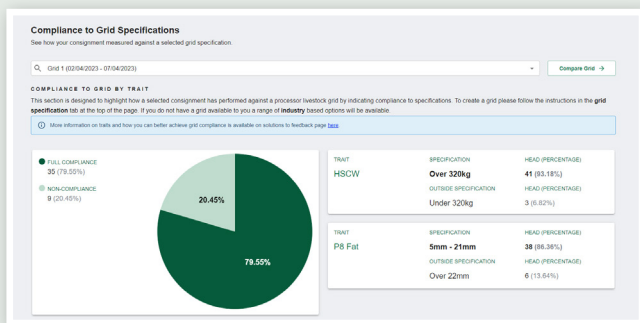 Compliance to Grid Specifications
See how your consignment measured against a selected grid specification.
Grid 1 (02/04/2023 - 07/04/2023)
Compare Grid →
COMPLIANCE TO GRID BY TRAIT
This section is designed to highlight how a selected consignment has performed against a processor livestock grid by indicating compliance to specifications. To create a grid please follow the instructions in the grid
specification tab at the top of the page. If you do not have a grid available to you a range of industry based options will be available.
More information on traits and how you can better achieve grid compliance is available on solutions to feedback page here.
FULL COMPLIANCE
35 (79.55%)
NON-COMPLIANCE
9 (20.45%)
20.45%
79.55%
TRAIT SPECIFICATION HEAD (PERCENTAGE)
HSCW Over 320kg 41 (93.18%)
OUTSIDE SPECIFICATION HEAD (PERCENTAGE)
Under 320kg 3 (6.82%)
TRAIT SPECIFICATION HEAD (PERCENTAGE)
P8 Fat 5mm - 21mm 38 (86.36%)
OUTSIDE SPECIFICATION HEAD (PERCENTAGE)
Over 22mm 6 (13.64%)